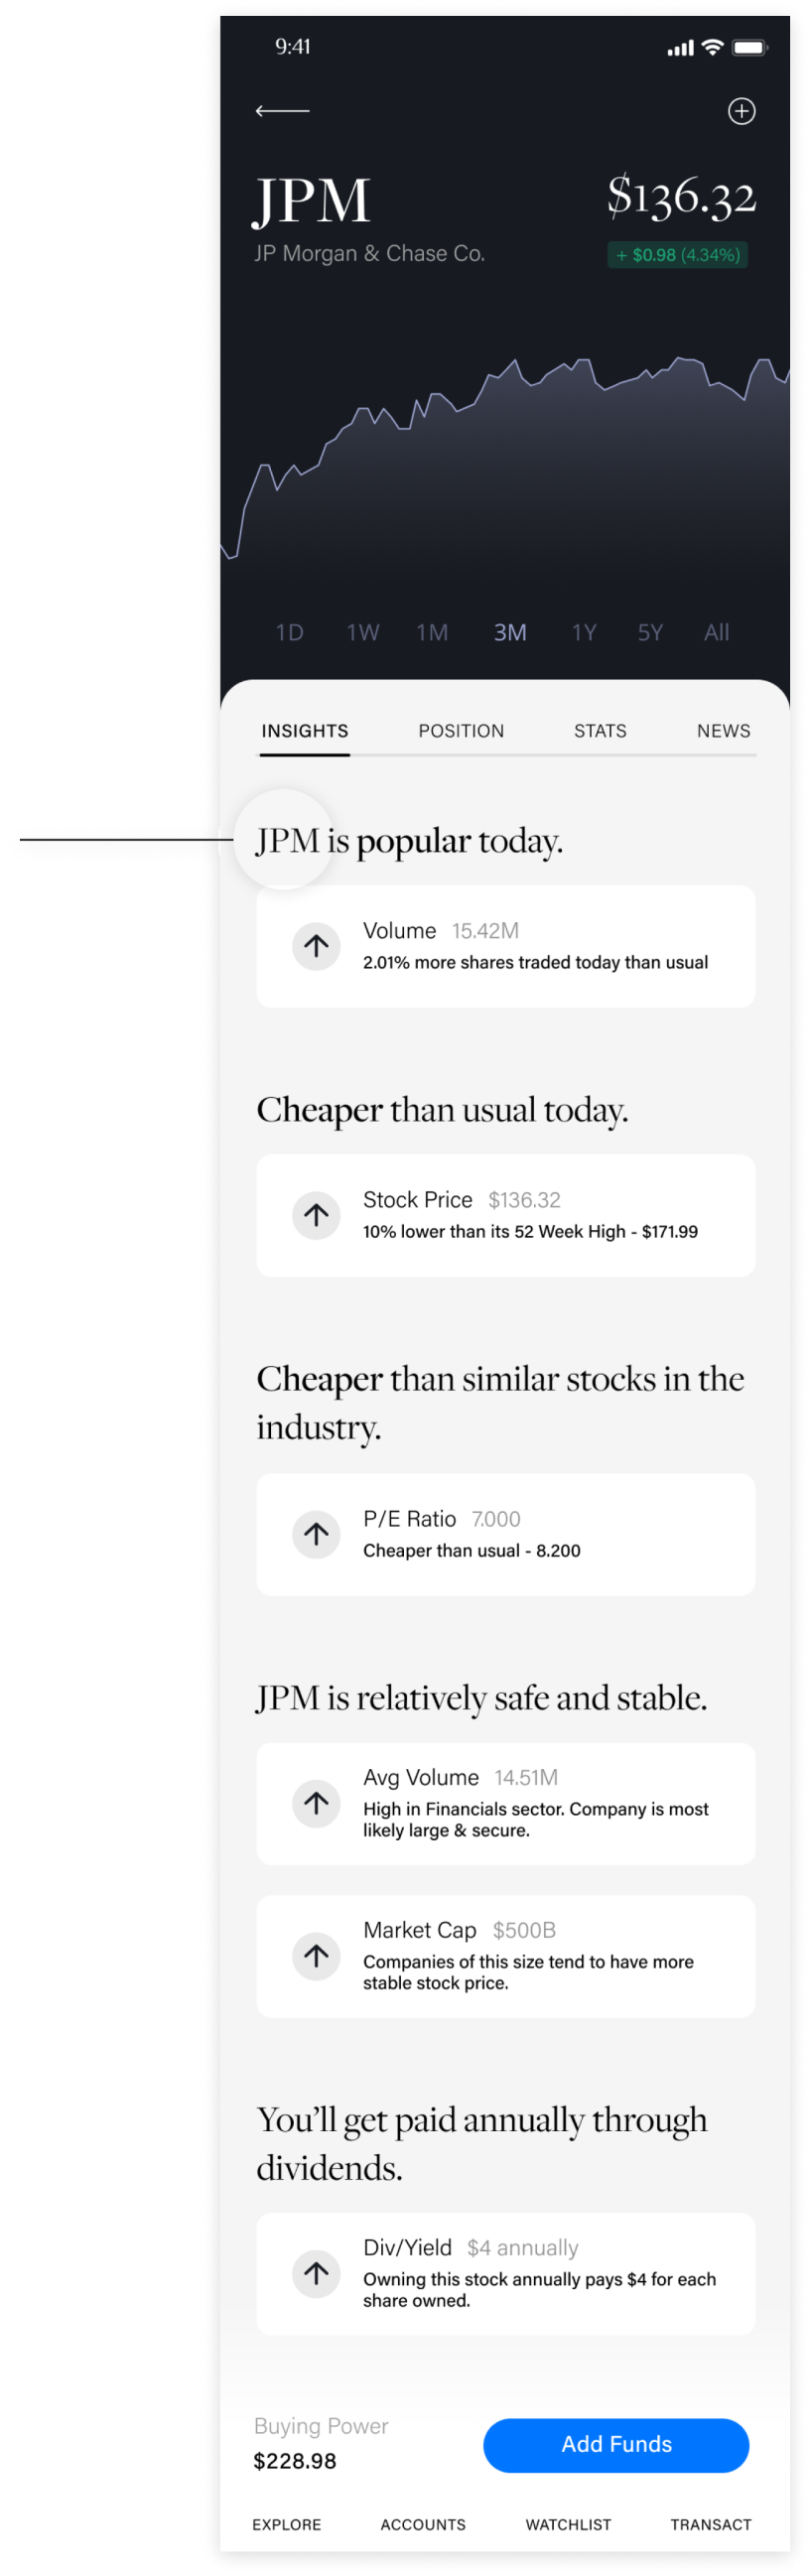 9:41
JPM
$136.32
JP Morgan & Chase Co.
+ $0.98 (4.34%)
1D 1W 1M 3M 1Y 5Y All
INSIGHTS POSITION STATS NEWS
JPM is popular today.
Volume 15.42M
2.01% more shares traded today than usual
Cheaper than usual today.
Stock Price $136.32
10% lower than its 52 Week High - $171.99
Cheaper than similar stocks in the
industry.
P/E Ratio 7.000
Cheaper than usual - 8.200
JPM is relatively safe and stable.
Avg Volume 14.51M
High in Financials sector. Company is most
likely large & secure.
Market Cap $500B
Companies of this size tend to have more
stable stock price.
You'll get paid annually through
dividends.
Div/Yield $4 annually
Owning this stock annually pays $4 for each
share owned.
Buying Power
$228.98
Add Funds
EXPLORE ACCOUNTS WATCHLIST TRANSACT